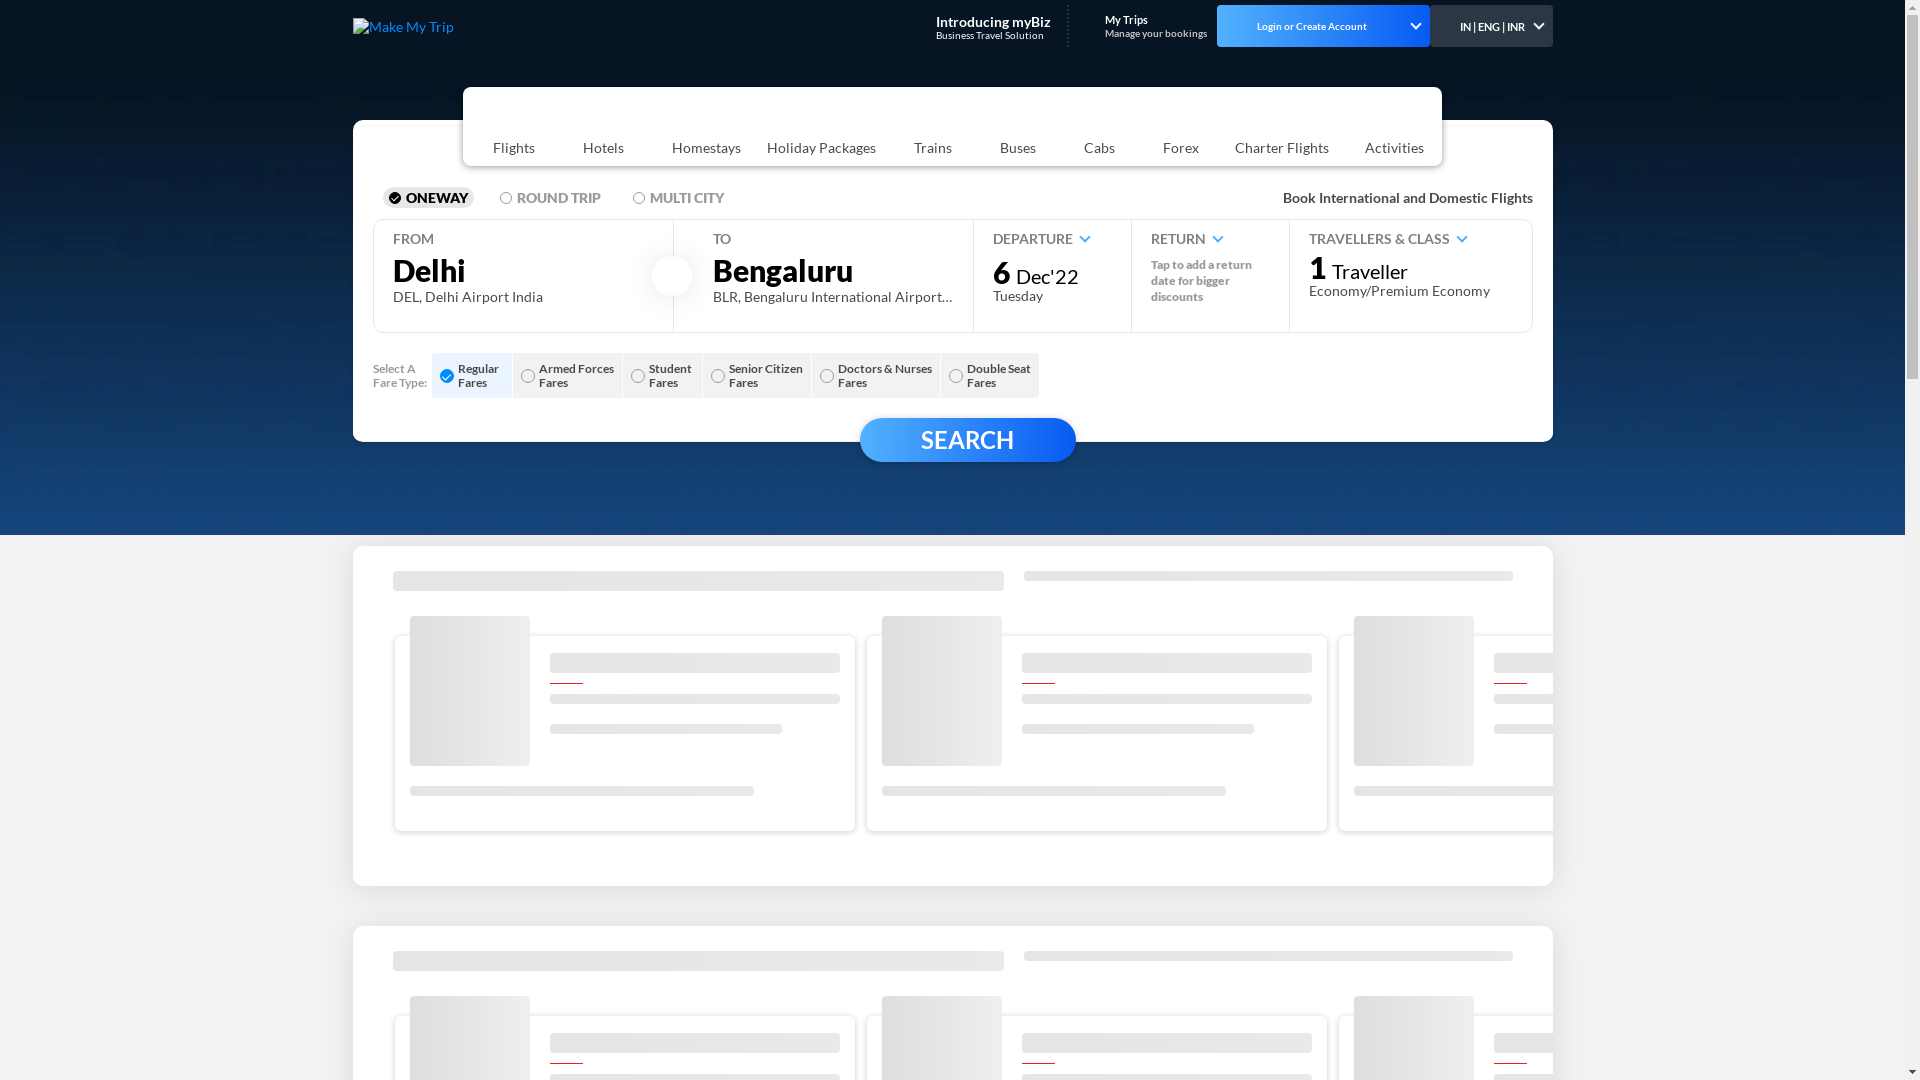 Make My Trip
Introducing myBiz
Business Travel Solution
My Trips
Manage your bookings
Login or Create Account
IN | ENG | INR
Flights
Hotels
Homestays
Holiday Packages
Trains
Buses
Cabs
Forex
Charter Flights
Activities
ONEWAY
ROUND TRIP
MULTI CITY
Book International and Domestic Flights
FROM
Delhi
DEL, Delhi Airport India
TO
Bengaluru
BLR, Bengaluru International Airport...
DEPARTURE
6 Dec'22
Tuesday
RETURN
Tap to add a return
date for bigger
discounts
TRAVELLERS & CLASS
1 Traveller
Economy/Premium Economy
Select A
Fare Type:
Regular
Fares
Armed Forces
Fares
Student
Fares
Senior Citizen
Fares
Doctors & Nurses
Fares
Double Seat
Fares
SEARCH